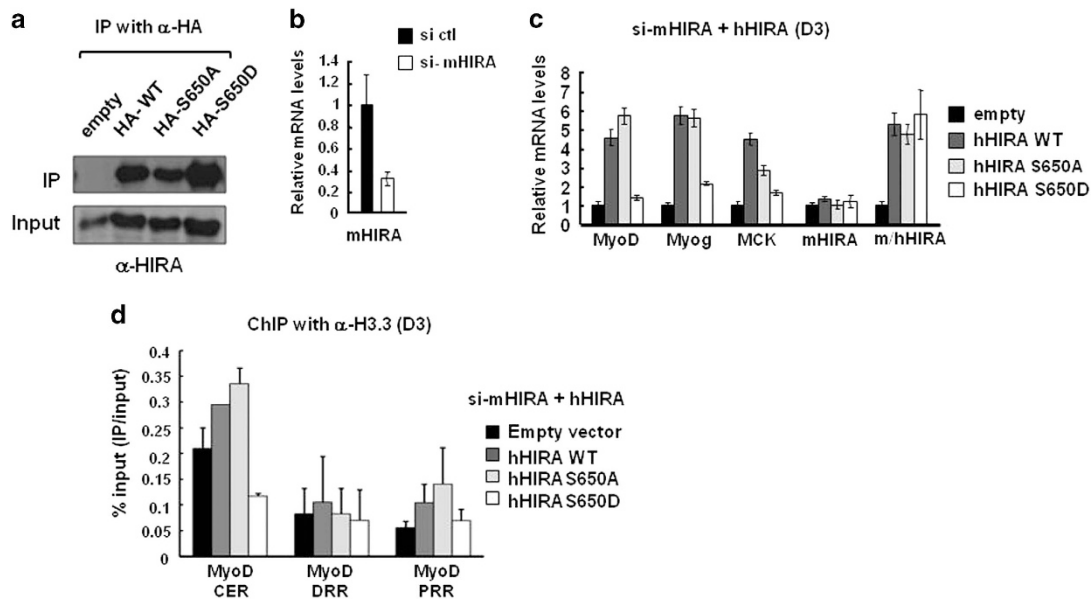 a
IP with α-HA
empty
HA- WT
HA-S650A
HA-S650D
IP
Input
α-HIRA
b
si ctl
si- mHIRA
Relative mRNA levels
1.4
1.2
1
0.8
0.6
0.4
0.2
0
mHIRA
c
si-mHIRA + hHIRA (D3)
Relative mRNA levels
8
7
6
5
4
3
2
1
0
MyoD Myog MCK mHIRA m/hHIRA
empty
hHIRA WT
hHIRA S650A
hHIRA S650D
d
ChIP with α-H3.3 (D3)
% input (IP/input)
0.4
0.35
0.3
0.25
0.2
0.15
0.1
0.05
0
MyoD MyoD MyoD
CER DRR PRR
si-mHIRA + hHIRA
Empty vector
hHIRA WT
hHIRA S650A
hHIRA S650D